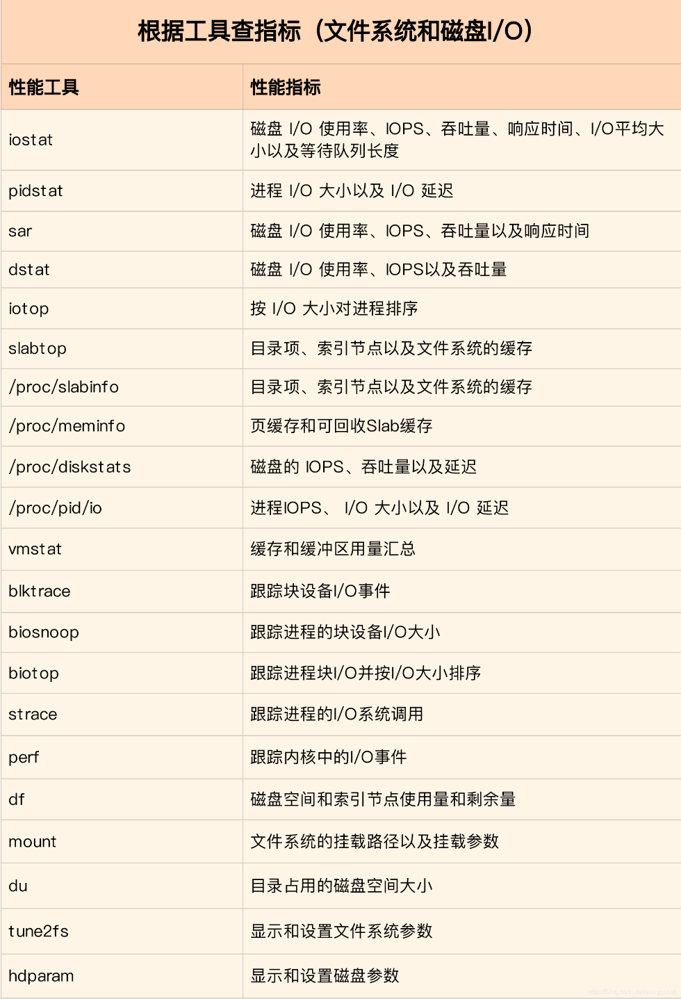 根据工具查指标（文件系统和磁盘I/O）
性能工具 性能指标
iostat 磁盘 I/O 使用率、IOPS、吞吐量、响应时间、I/O平均大
小以及等待队列长度
pidstat 进程 I/O 大小以及 I/O 延迟
sar 磁盘 I/O 使用率、IOPS、吞吐量以及响应时间
dstat 磁盘 I/O 使用率、IOPS以及吞吐量
iotop 按 I/O 大小对进程排序
slabtop 目录项、索引节点以及文件系统的缓存
/proc/slabinfo 目录项、索引节点以及文件系统的缓存
/proc/meminfo 页缓存和可回收Slab缓存
/proc/diskstats 磁盘的 IOPS、吞吐量以及延迟
/proc/pid/io 进程IOPS、 I/O 大小以及 I/O 延迟
vmstat 缓存和缓冲区用量汇总
blktrace 跟踪块设备I/O事件
biosnoop 跟踪进程的块设备I/O大小
biotop 跟踪进程块I/O并按I/O大小排序
strace 跟踪进程的I/O系统调用
perf 跟踪内核中的I/O事件
df 磁盘空间和索引节点使用量和剩余量
mount 文件系统的挂载路径以及挂载参数
du 目录占用的磁盘空间大小
tune2fs 显示和设置文件系统参数
hdparam 显示和设置磁盘参数